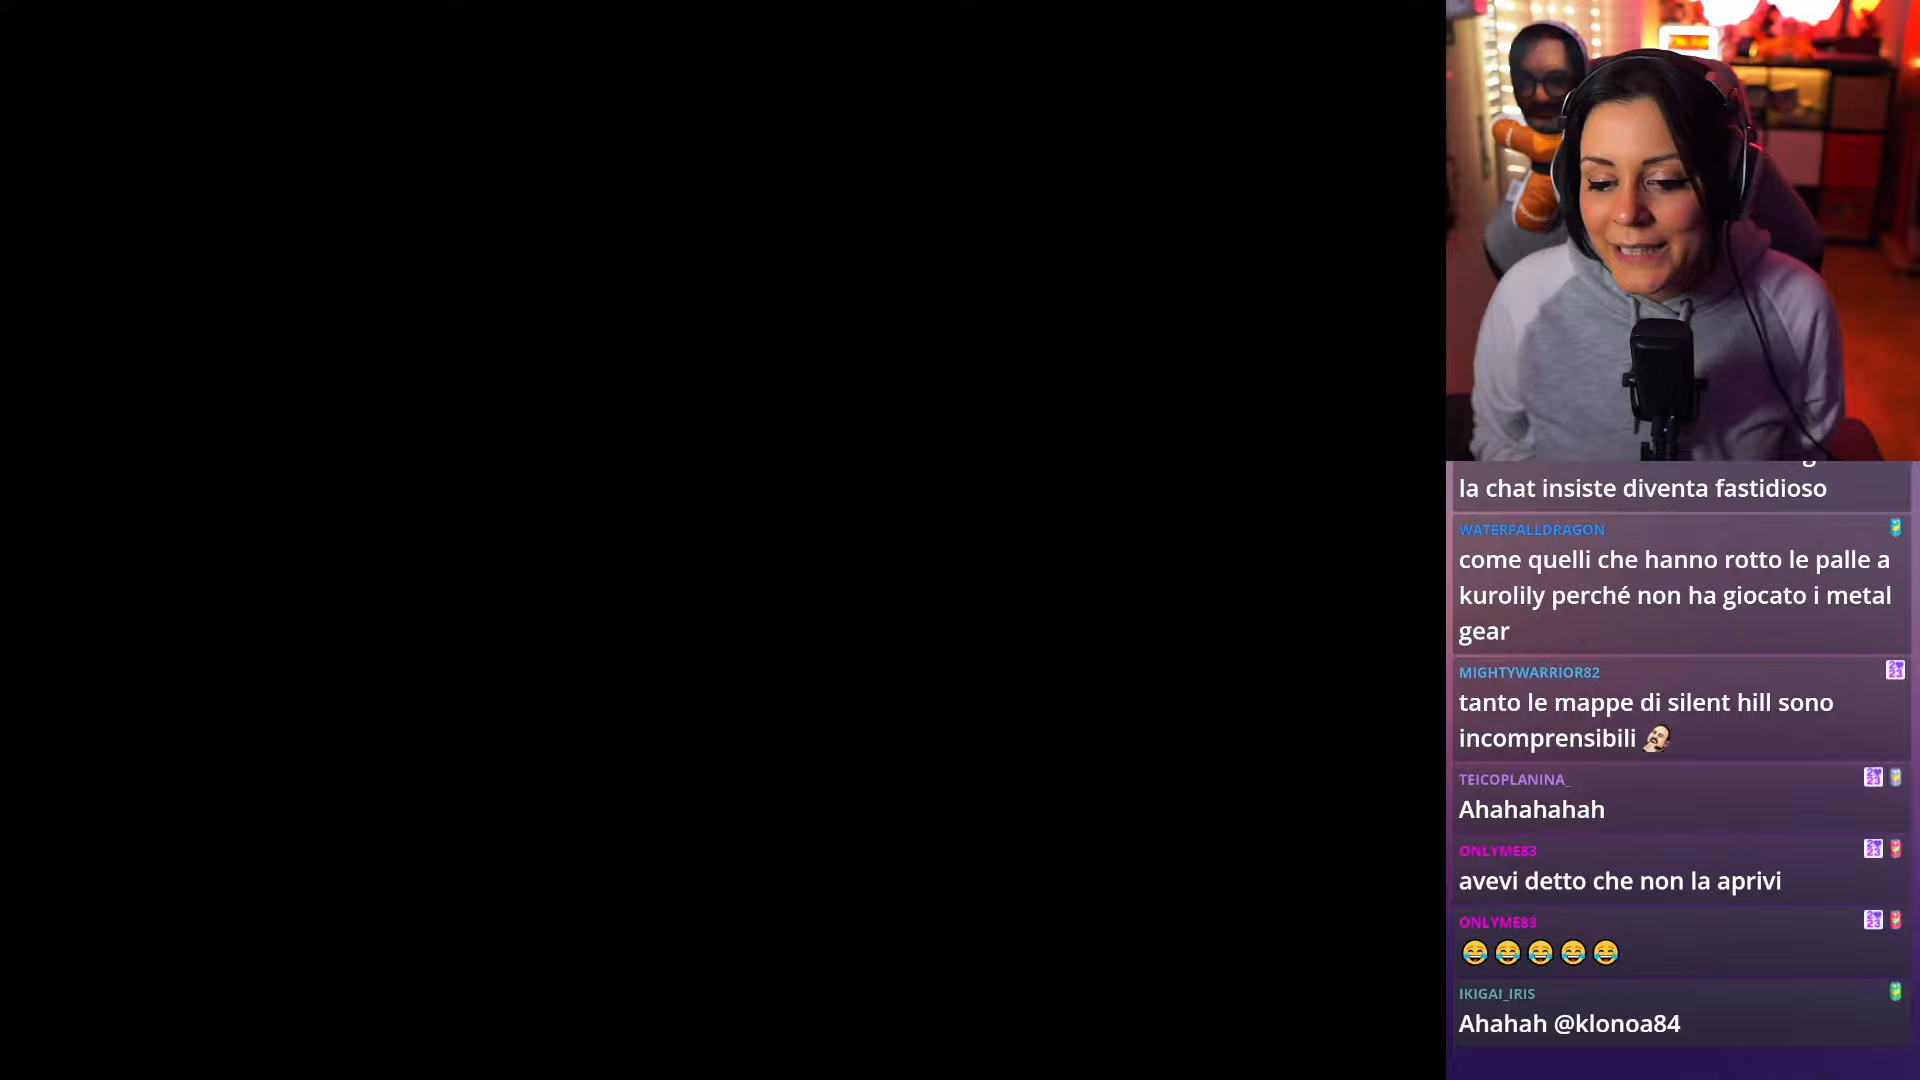 la chat insiste diventa fastidioso
WATERFALLDRAGON
come quelli che hanno rotto le palle a
kurolily perché non ha giocato i metal
gear
MIGHTYWARRIOR82
tanto le mappe di silent hill sono
incomprensibili
TEICOPLANINA_
Ahahahahah
ONLYME83
avevi detto che non la aprivi
ONLYME83
😂😂😂😂😂
IKIGAI_IRIS
Ahahah @klonoa84